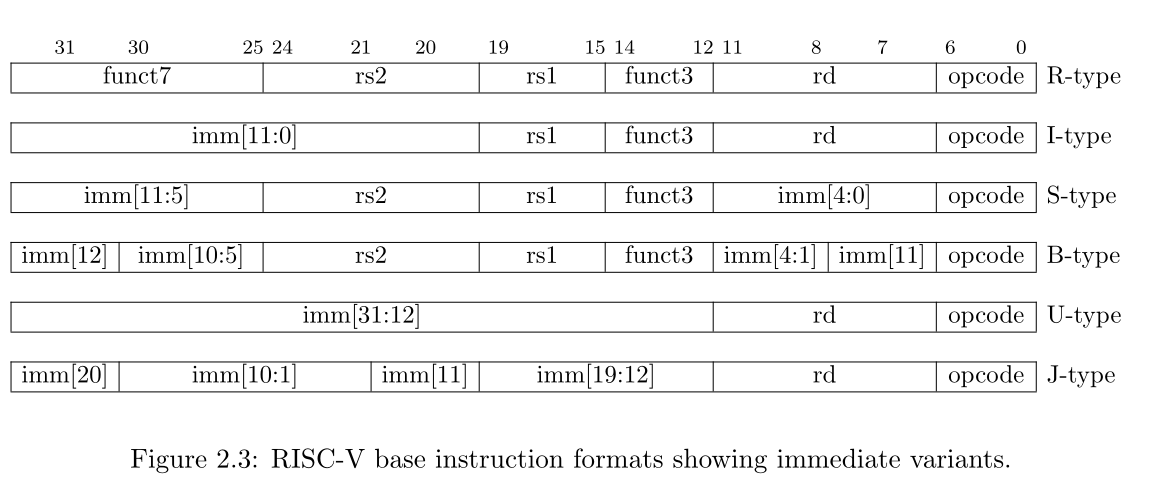 31 30 25 24 21 20 19 15 14 12 11 8 7 6 0
funct7 rs2 rs1 funct3 rd opcode R-type
imm[11:0] rs1 funct3 rd opcode I-type
imm[11:5] rs2 rs1 funct3 imm[4:0] opcode S-type
imm[12] imm[10:5] rs2 rs1 funct3 imm[4:1] imm[11] opcode B-type
imm[31:12] rd opcode U-type
imm[20] imm[10:1] imm[11] imm[19:12] rd opcode J-type
Figure 2.3: RISC-V base instruction formats showing immediate variants.